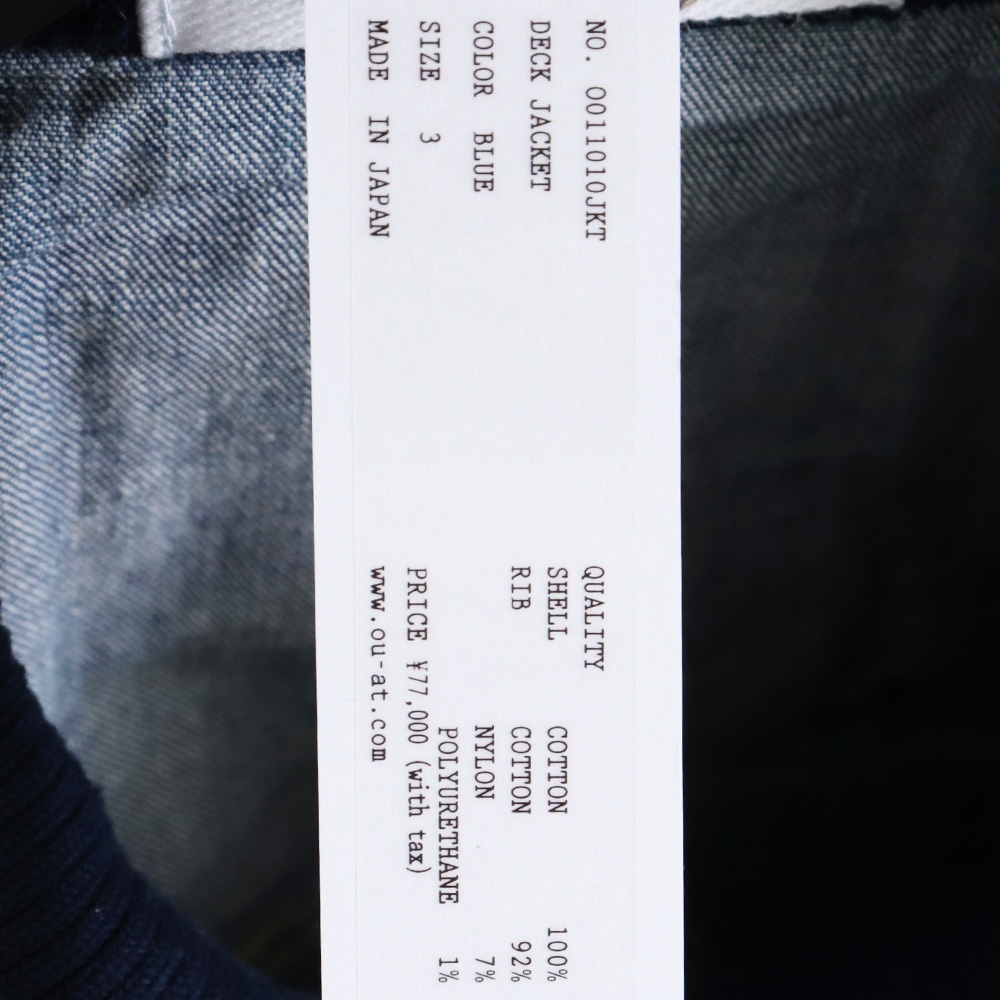 NO. 0011010JKT
DECK JACKET
COLOR BLUE
SIZE 3
MADE IN JAPAN
QUALITY
SHELL COTTON 100%
RIB COTTON 92%
NYLON 7%
POLYURETHANE 1%
PRICE ¥77,000 (with tax)
www.ou-at.com